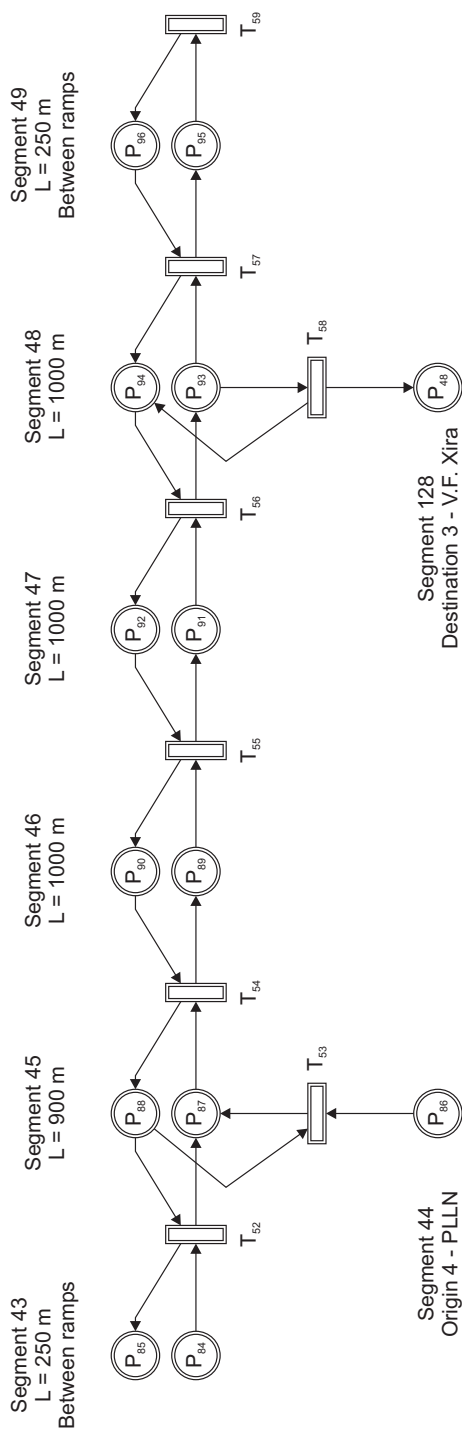 Segment 43
L = 250 m
Between ramps
Segment 45
L = 900 m
Segment 46
L = 1000 m
Segment 47
L = 1000 m
Segment 48
L = 1000 m
Segment 49
L = 250 m
Between ramps
P85
P88
P90
P92
P94
P96
P84
P87
P89
P91
P93
P95
T52
T54
T55
T56
T57
T59
T53
T58
P86
P48
Segment 44
Origin 4 - PLLN
Segment 128
Destination 3 - V.F. Xira